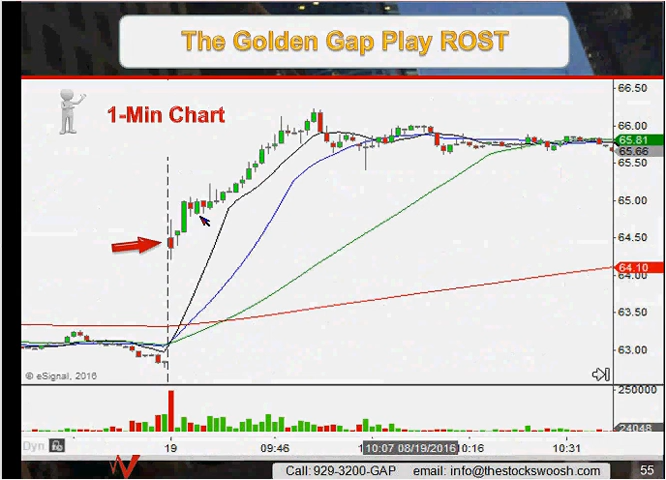 The Golden Gap Play ROST
1-Min Chart
66.50
66.00
65.81
65.66
65.50
65.00
64.50
64.10
64.00
63.50
63.00
© eSignal, 2016
250000
24048
Dyn
19 09:46 10:07 08/19/2016 10:16 10:31
Call: 929-3200-GAP email: info@thestockswoosh.com 55